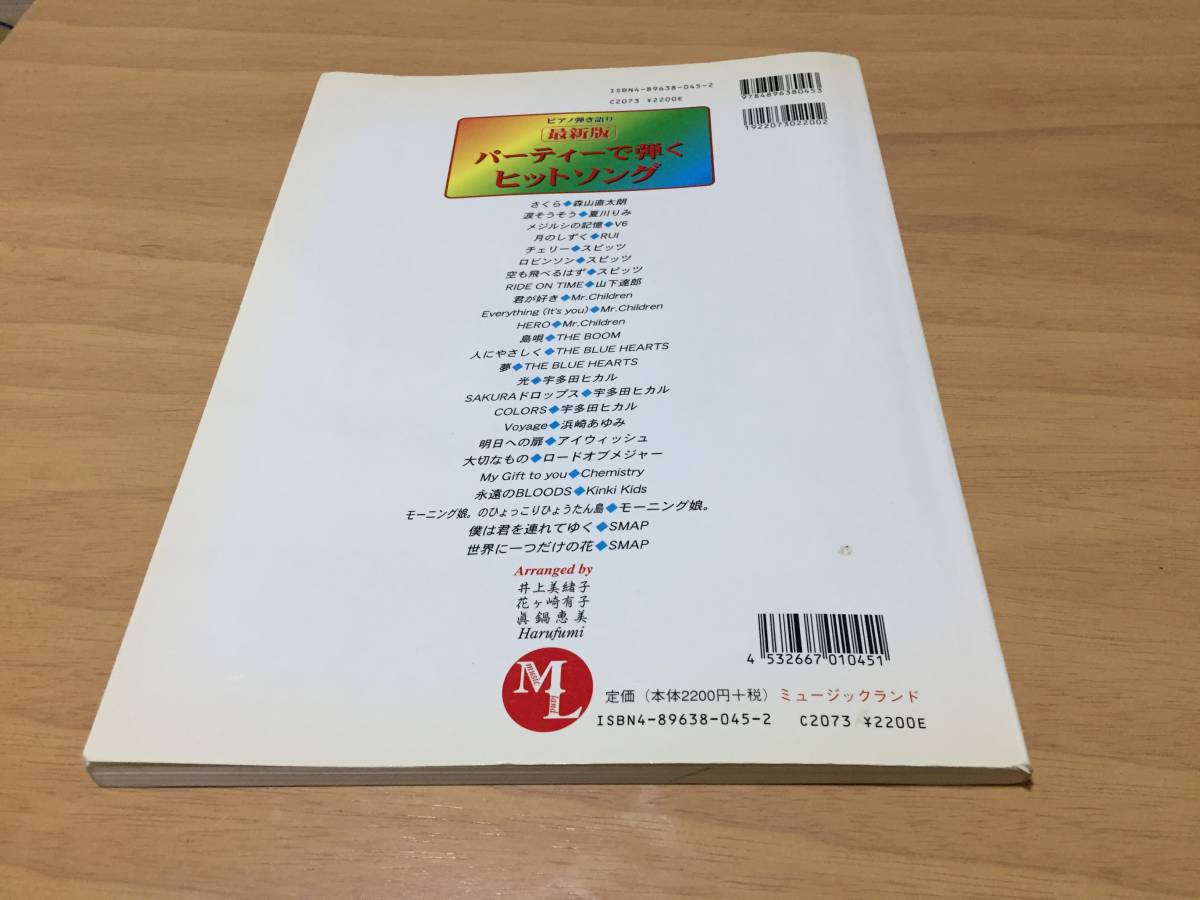 ISBN4-89638-045-2
C2073 ¥2200E
9784896380453
1922073022002
ピアノ弾き語り
[最新版]
パーティーで弾く
ヒットソング
さくら◆森山直太朗
涙そうそう◆夏川りみ
メジルシの記憶◆V6
月のしずく◆RUI
チェリー◆スピッツ
ロビンソン◆スピッツ
空も飛べるはず◆スピッツ
RIDE ON TIME◆山下達郎
君が好き◆Mr.Children
Everything (It's you)◆Mr.Children
HERO◆Mr.Children
島唄◆THE BOOM
人にやさしく◆THE BLUE HEARTS
夢◆THE BLUE HEARTS
光◆宇多田ヒカル
SAKURAドロップス◆宇多田ヒカル
COLORS◆宇多田ヒカル
Voyage◆浜崎あゆみ
明日への扉◆アイウィッシュ
大切なもの◆ロードオブメジャー
My Gift to you◆Chemistry
永遠のBLOODS◆Kinki Kids
モーニング娘。のひょっこりひょうたん島◆モーニング娘。
僕は君を連れてゆく◆SMAP
世界に一つだけの花◆SMAP
Arranged by
井上美緒子
花ヶ崎有子
眞鍋恵美
Harufumi
Music Land
4 532667 010451
定価(本体2200円+税) ミュージックランド
ISBN4-89638-045-2 C2073 ¥2200E